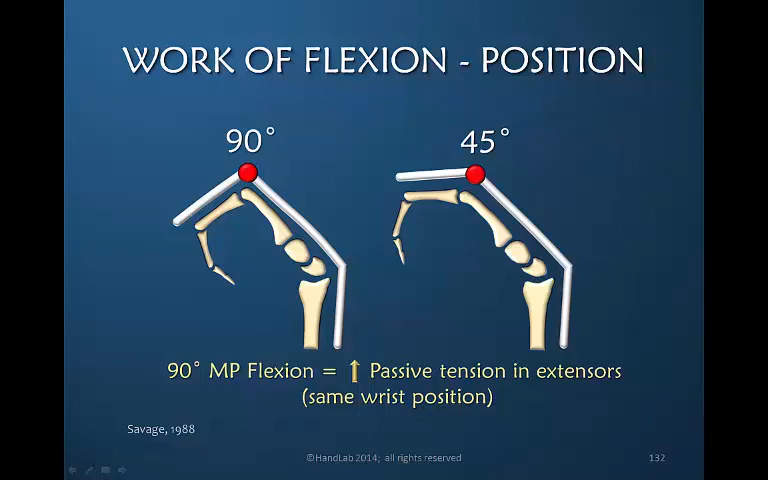 WORK OF FLEXION - POSITION
90°
45°
90° MP Flexion = ↑ Passive tension in extensors
(same wrist position)
Savage, 1988
©HandLab 2014; all rights reserved
132